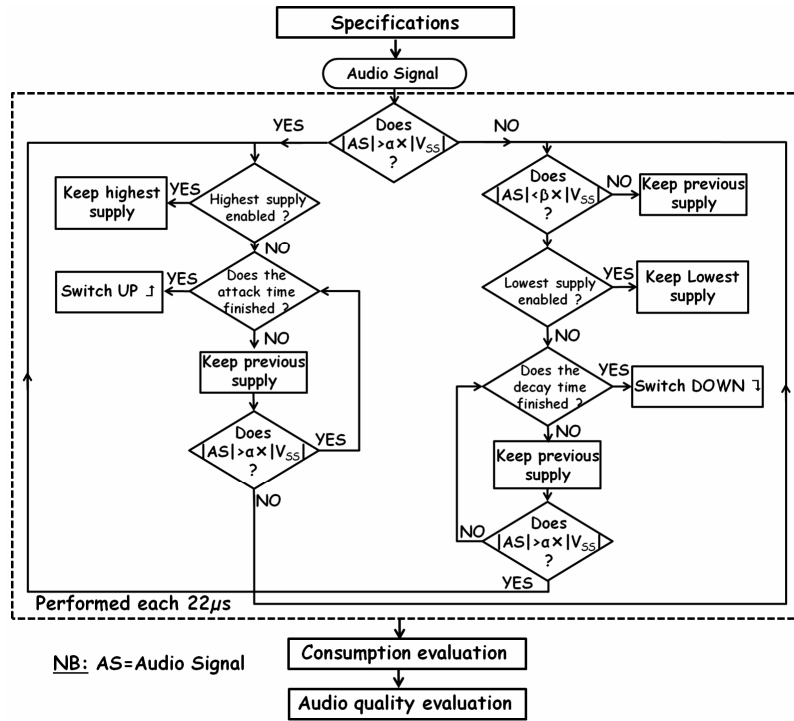 Specifications
Audio Signal
Does
|AS|>α×|VSS|
?
YES
NO
Highest supply
enabled ?
YES
Keep highest
supply
NO
Does the
attack time
finished ?
YES
Switch UP
NO
Keep previous
supply
Does
|AS|>α×|VSS|
?
YES
NO
Does
|AS|<β×|VSS|
?
NO
Keep previous
supply
Lowest supply
enabled ?
YES
Keep Lowest
supply
NO
Does the
decay time
finished ?
YES
Switch DOWN
NO
Keep previous
supply
Does
|AS|>α×|VSS|
?
NO
YES
Performed each 22µs
NB: AS=Audio Signal
Consumption evaluation
Audio quality evaluation